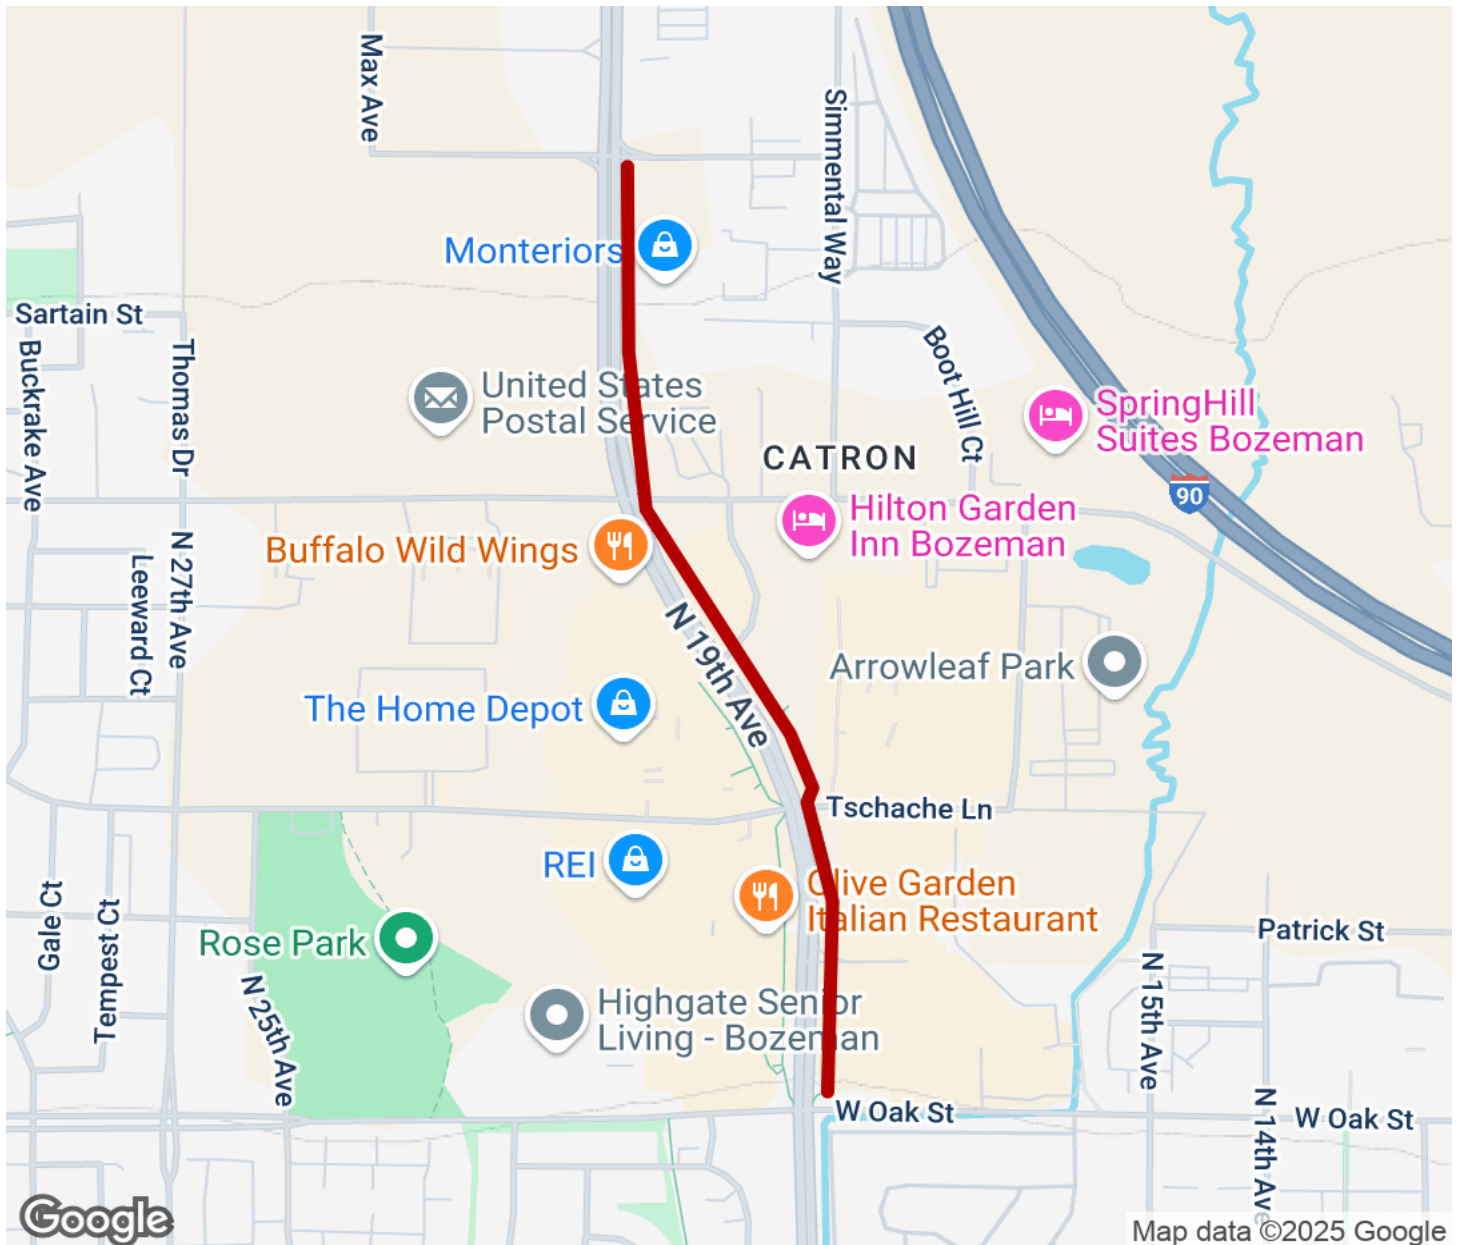 Max Ave
Simmental Way
Monteriors
Sartain St
Buckrake Ave
Thomas Dr
Boot Hill Ct
United States
Postal Service
SpringHill
Suites Bozeman
CATRON
90
Hilton Garden
Inn Bozeman
Buffalo Wild Wings
Leeward Ct
N 27th Ave
N 19th Ave
Arrowleaf Park
The Home Depot
Tschache Ln
REI
Olive Garden
Italian Restaurant
Gale Ct
Tempest Ct
Rose Park
N 25th Ave
Patrick St
N 15th Ave
Highgate Senior
Living - Bozeman
W Oak St
W Oak St
N 14th Ave
Google
Map data ©2025 Google